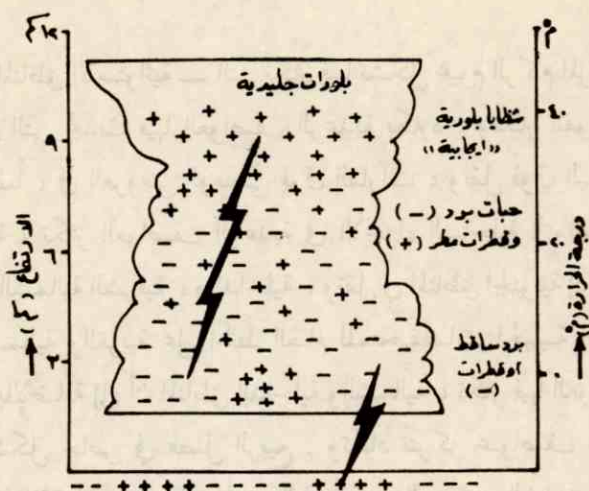 ١٢ كم
م°
بلورات جليدية
٤٠
شظايا بلورية
«ايجابية»
٩
حبات برد (−)
وقطرات مطر (+)
٢٠
٦
الارتفاع (كم)
درجة الحرارة (م°)
برد ساقط
او قطرات
(−)
٣
٠